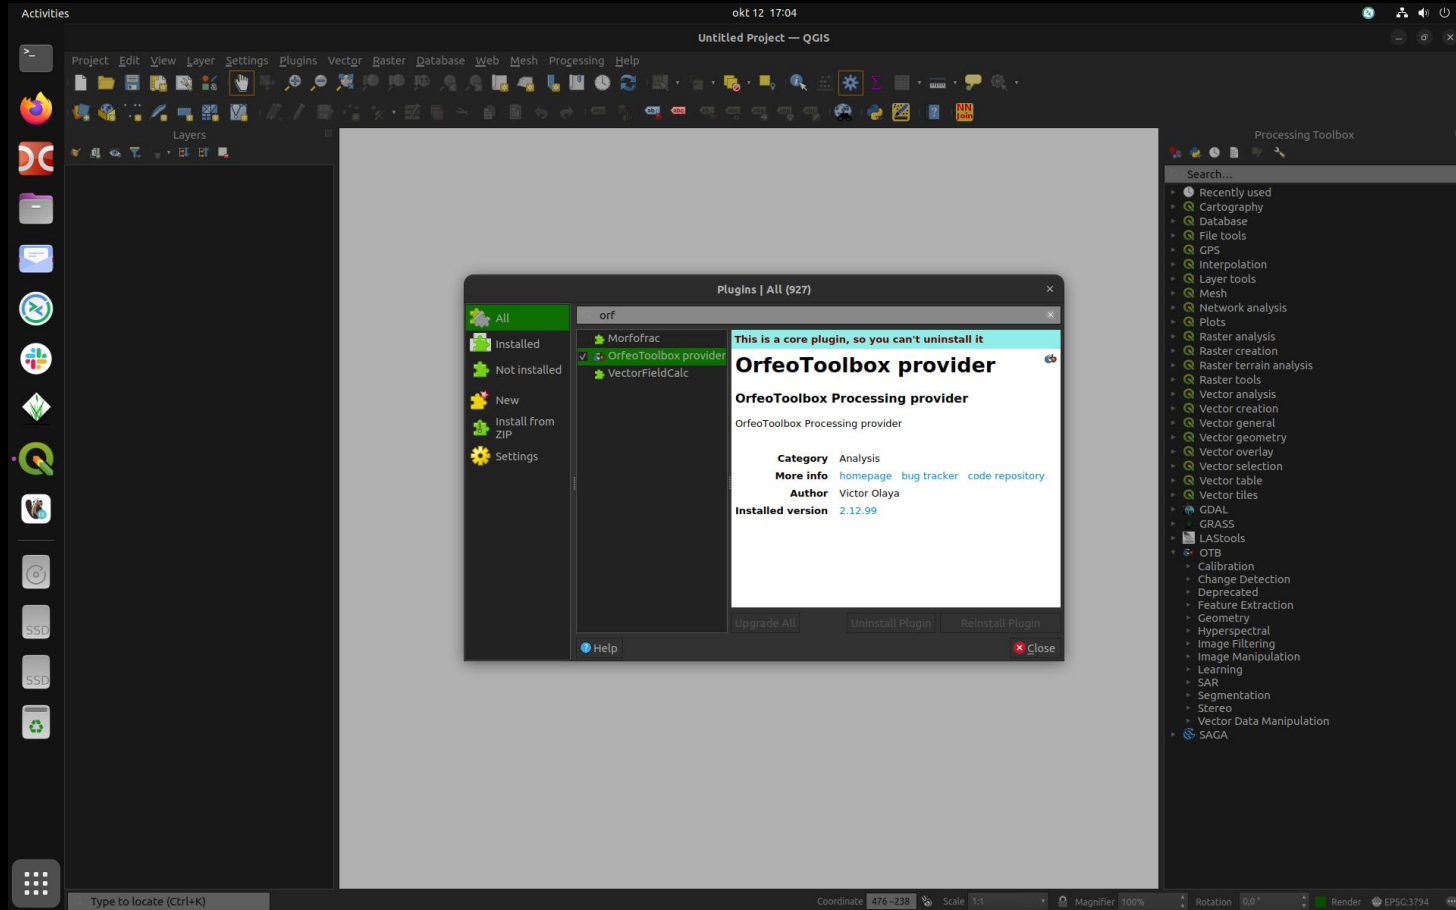 Activities
okt 12 17:04
Untitled Project — QGIS
Project Edit View Layer Settings Plugins Vector Raster Database Web Mesh Processing Help
Layers
Processing Toolbox
Search...
Recently used
Cartography
Database
File tools
GPS
Interpolation
Layer tools
Mesh
Network analysis
Plots
Raster analysis
Raster creation
Raster terrain analysis
Raster tools
Vector analysis
Vector creation
Vector general
Vector geometry
Vector overlay
Vector selection
Vector table
Vector tiles
GDAL
GRASS
LAStools
OTB
Calibration
Change Detection
Deprecated
Feature Extraction
Geometry
Hyperspectral
Image Filtering
Image Manipulation
Learning
SAR
Segmentation
Stereo
Vector Data Manipulation
SAGA
Plugins | All (927)
All
Installed
Not installed
New
Install from
ZIP
Settings
orf
Morfofrac
OrfeoToolbox provider
VectorFieldCalc
This is a core plugin, so you can't uninstall it
OrfeoToolbox provider
OrfeoToolbox Processing provider
OrfeoToolbox Processing provider
Category Analysis
More info homepage bug tracker code repository
Author Victor Olaya
Installed version 2.12.99
Upgrade All Uninstall Plugin Reinstall Plugin
Help Close
SSD
SSD
NN
Join
Type to locate (Ctrl+K)
Coordinate 476 -238 Scale 1:1 Magnifier 100% Rotation 0,0° Render EPSG:3794